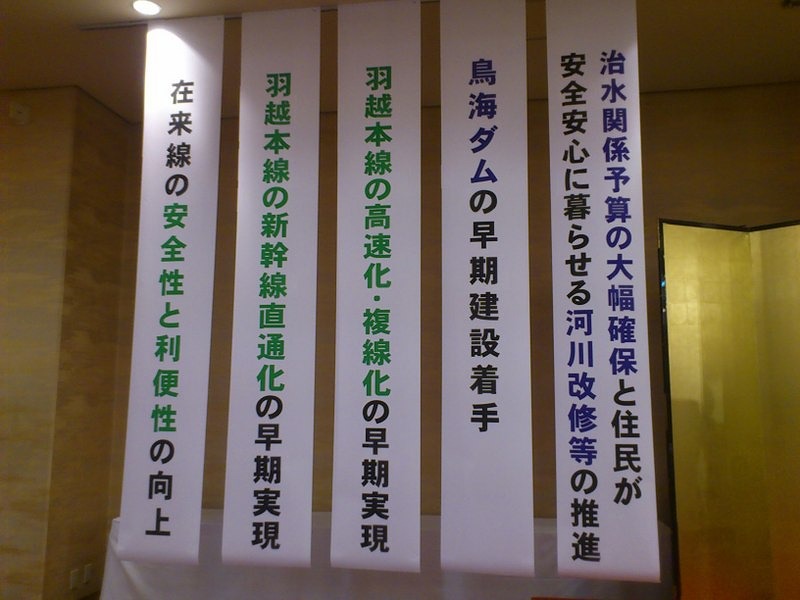 治水関係予算の大幅確保と住民が
安全安心に暮らせる河川改修等の推進
鳥海ダムの早期建設着手
羽越本線の高速化・複線化の早期実現
羽越本線の新幹線直通化の早期実現
在来線の安全性と利便性の向上